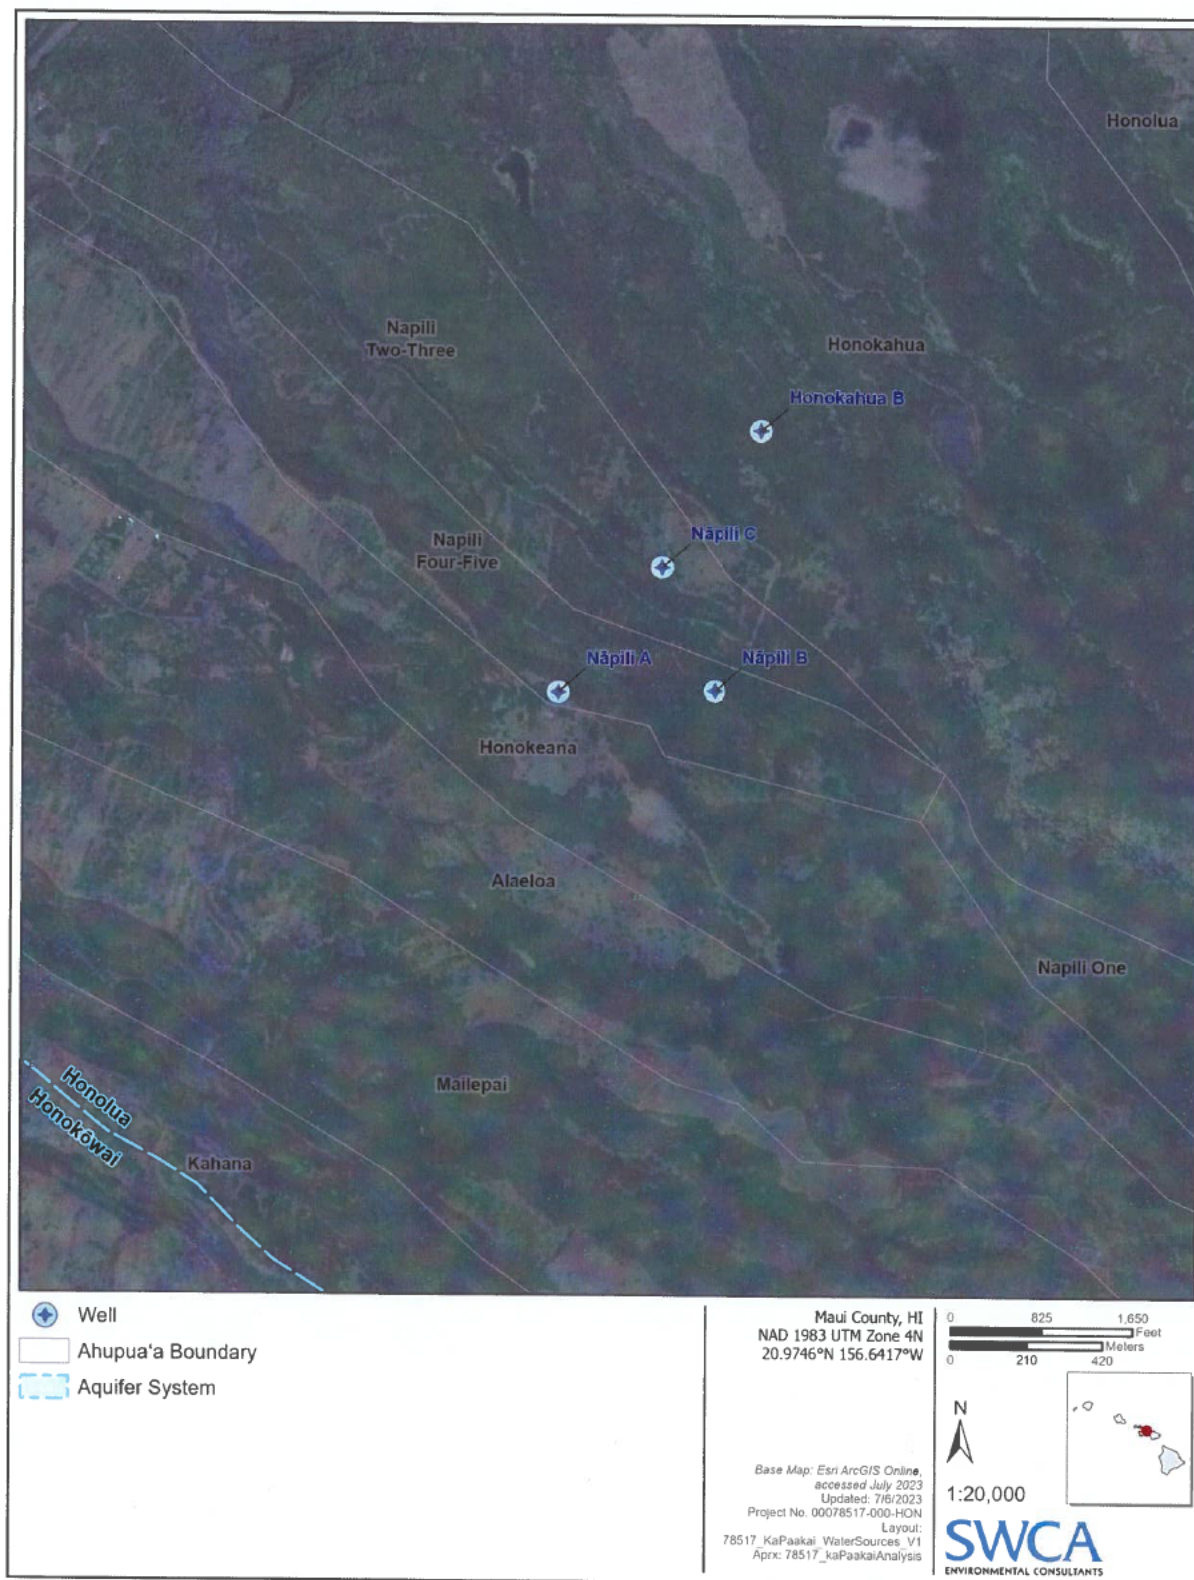 Honolua
Napili
Two-Three
Honokahua
Honokahua B
Nāpili C
Napili
Four-Five
Nāpili A
Nāpili B
Honokeana
Alaeloa
Napili One
Mailepai
Honolua
Honokōwai
Kahana
Well
Ahupua‘a Boundary
Aquifer System
Maui County, HI
NAD 1983 UTM Zone 4N
20.9746°N 156.6417°W
Base Map: Esri ArcGIS Online,
accessed July 2023
Updated: 7/6/2023
Project No. 00078517-000-HON
Layout:
78517_KaPaakai_WaterSources_V1
Aprx: 78517_kaPaakaiAnalysis
0 825 1,650
Feet
Meters
0 210 420
N
1:20,000
SWCA
ENVIRONMENTAL CONSULTANTS